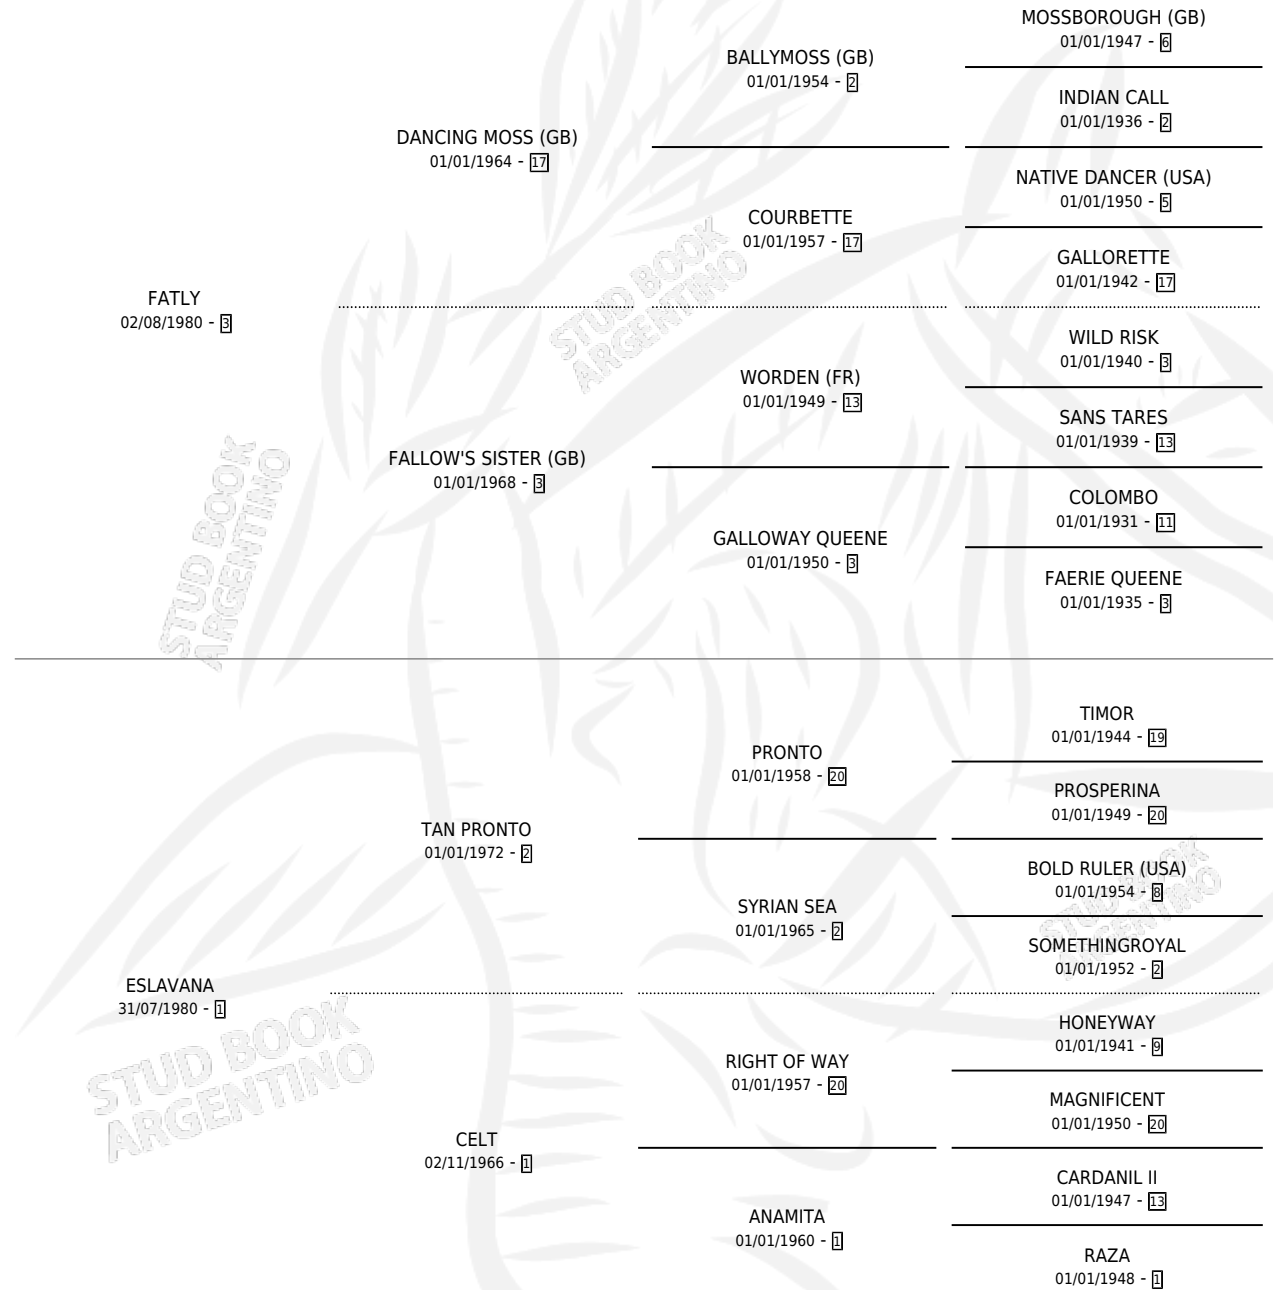 MOSSBOROUGH (GB)
01/01/1947 - 6
BALLYMOSS (GB)
01/01/1954 - 2
INDIAN CALL
01/01/1936 - 2
DANCING MOSS (GB)
01/01/1964 - 17
NATIVE DANCER (USA)
01/01/1950 - 5
COURBETTE
01/01/1957 - 17
GALLORETTE
01/01/1942 - 17
FATLY
02/08/1980 - 3
WILD RISK
01/01/1940 - 3
WORDEN (FR)
01/01/1949 - 13
SANS TARES
01/01/1939 - 13
FALLOW'S SISTER (GB)
01/01/1968 - 3
COLOMBO
01/01/1931 - 11
GALLOWAY QUEENE
01/01/1950 - 3
FAERIE QUEENE
01/01/1935 - 3
TIMOR
01/01/1944 - 19
PRONTO
01/01/1958 - 20
PROSPERINA
01/01/1949 - 20
TAN PRONTO
01/01/1972 - 2
BOLD RULER (USA)
01/01/1954 - 8
SYRIAN SEA
01/01/1965 - 2
SOMETHINGROYAL
01/01/1952 - 2
ESLAVANA
31/07/1980 - 1
HONEYWAY
01/01/1941 - 9
RIGHT OF WAY
01/01/1957 - 20
MAGNIFICENT
01/01/1950 - 20
CELT
02/11/1966 - 1
CARDANIL II
01/01/1947 - 13
ANAMITA
01/01/1960 - 1
RAZA
01/01/1948 - 1
STUD BOOK
ARGENTINO
STUD BOOK
ARGENTINO
STUD BOOK
ARGENTINO
STUD BOOK
ARGENTINO